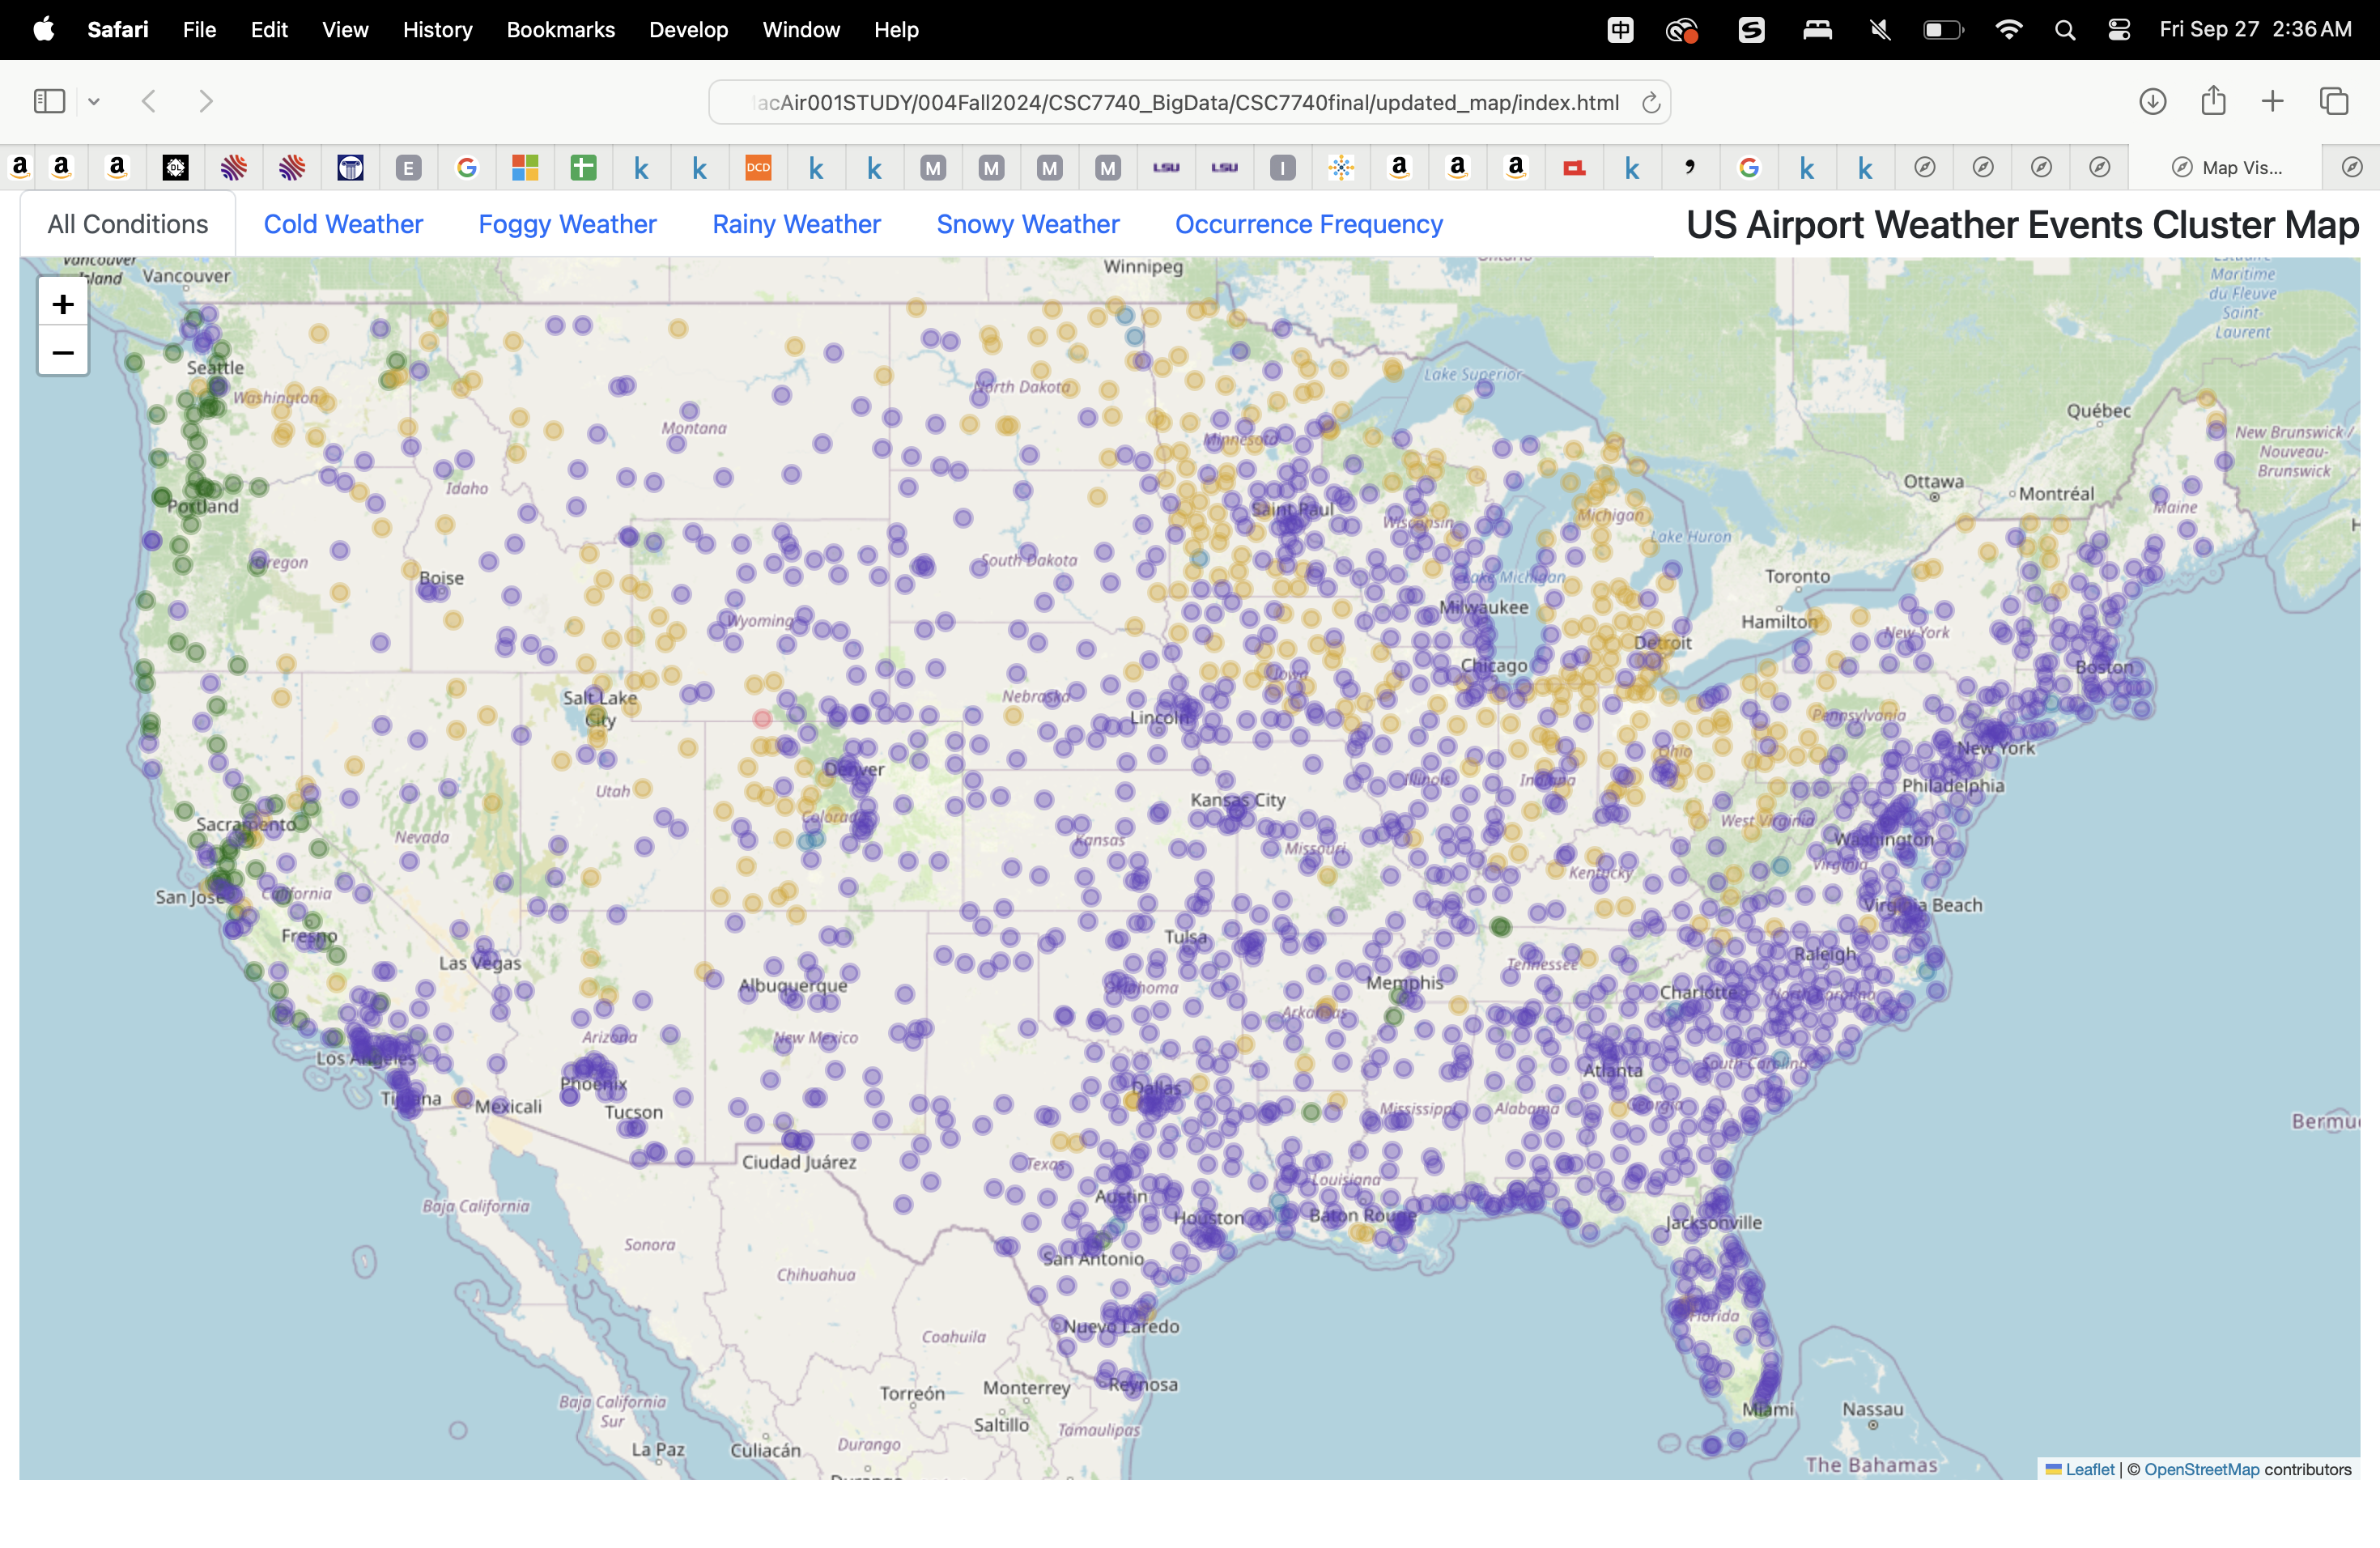 Safari File Edit View History Bookmarks Develop Window Help
Fri Sep 27 2:36 AM
acAir001STUDY/004Fall2024/CSC7740_BigData/CSC7740final/updated_map/index.html
Map Vis...
All Conditions Cold Weather Foggy Weather Rainy Weather Snowy Weather Occurrence Frequency
US Airport Weather Events Cluster Map
+
−
Vancouver Island
Vancouver
Winnipeg
Ontario
Estuaire Maritime du Fleuve Saint-Laurent
Seattle
Washington
Montana
North Dakota
Minnesota
Lake Superior
Québec
New Brunswick / Nouveau-Brunswick
Portland
Idaho
Saint Paul
Wisconsin
Michigan
Lake Huron
Ottawa
Montréal
Maine
Oregon
Boise
South Dakota
Lake Michigan
Toronto
Hamilton
Wyoming
Milwaukee
Detroit
New York
Chicago
Boston
Salt Lake City
Nebraska
Iowa
Lincoln
Pennsylvania
New York
Denver
Utah
Illinois
Indiana
Ohio
Philadelphia
Sacramento
Nevada
Colorado
Kansas City
Kansas
Missouri
West Virginia
Washington
Virginia
San Jose
California
Kentucky
Virginia Beach
Fresno
Las Vegas
Tulsa
Raleigh
Albuquerque
Oklahoma
Memphis
Tennessee
Charlotte
North Carolina
Los Angeles
Arizona
New Mexico
Arkansas
Phoenix
Dallas
Atlanta
South Carolina
Tijuana
Mexicali
Tucson
Mississippi
Alabama
Georgia
Ciudad Juárez
Texas
Louisiana
Baja California
Austin
Houston
Baton Rouge
Jacksonville
Sonora
San Antonio
Chihuahua
Nuevo Laredo
Florida
Coahuila
Baja California Sur
Torreón
Monterrey
Reynosa
Saltillo
Tamaulipas
Miami
Nassau
La Paz
Culiacán
Durango
The Bahamas
Leaflet | © OpenStreetMap contributors